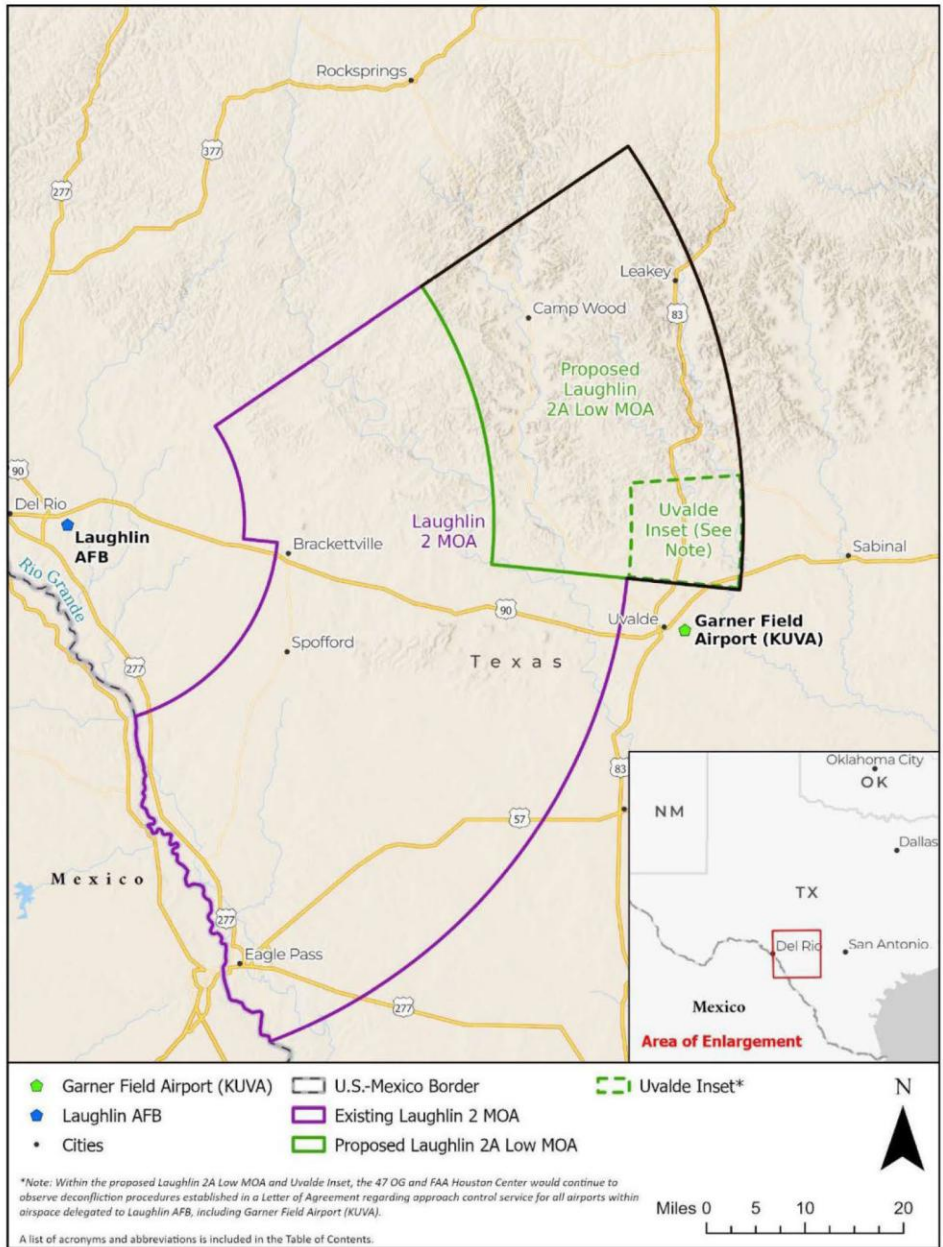 Rocksprings
377
277
Leakey
Camp Wood
83
Proposed
Laughlin
2A Low MOA
90
Del Rio
Laughlin
AFB
Laughlin
2 MOA
Uvalde
Inset (See
Note)
Brackettville
Sabinal
Rio Grande
90
Uvalde
Garner Field
Airport (KUVA)
Spofford
Texas
277
83
57
Mexico
277
Eagle Pass
277
Oklahoma City
OK
NM
Dallas
TX
Del Rio
San Antonio
Mexico
Area of Enlargement
Garner Field Airport (KUVA)
U.S.-Mexico Border
Uvalde Inset*
N
Laughlin AFB
Existing Laughlin 2 MOA
Cities
Proposed Laughlin 2A Low MOA
*Note: Within the proposed Laughlin 2A Low MOA and Uvalde Inset, the 47 OG and FAA Houston Center would continue to
observe deconfliction procedures established in a Letter of Agreement regarding approach control service for all airports within
airspace delegated to Laughlin AFB, including Garner Field Airport (KUVA).
Miles 0 5 10 20
A list of acronyms and abbreviations is included in the Table of Contents.